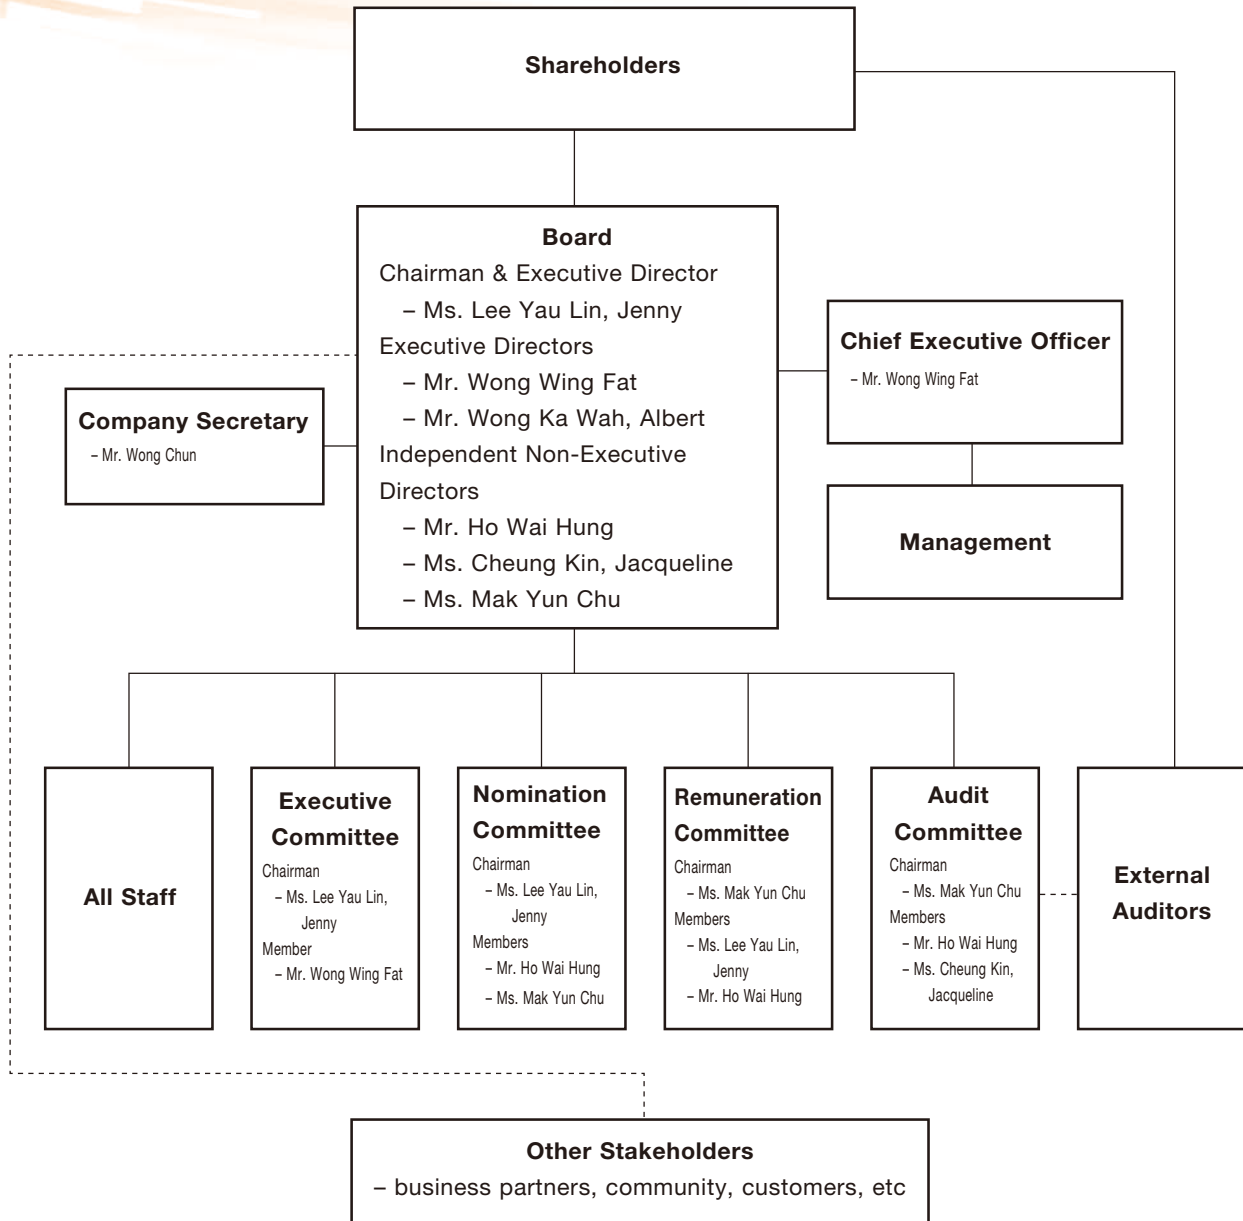 Shareholders
Board
Chairman & Executive Director
– Ms. Lee Yau Lin, Jenny
Executive Directors
– Mr. Wong Wing Fat
– Mr. Wong Ka Wah, Albert
Independent Non-Executive
Directors
– Mr. Ho Wai Hung
– Ms. Cheung Kin, Jacqueline
– Ms. Mak Yun Chu
Company Secretary
– Mr. Wong Chun
Chief Executive Officer
– Mr. Wong Wing Fat
Management
All Staff
Executive
Committee
Chairman
– Ms. Lee Yau Lin,
Jenny
Member
– Mr. Wong Wing Fat
Nomination
Committee
Chairman
– Ms. Lee Yau Lin,
Jenny
Members
– Mr. Ho Wai Hung
– Ms. Mak Yun Chu
Remuneration
Committee
Chairman
– Ms. Mak Yun Chu
Members
– Ms. Lee Yau Lin,
Jenny
– Mr. Ho Wai Hung
Audit
Committee
Chairman
– Ms. Mak Yun Chu
Members
– Mr. Ho Wai Hung
– Ms. Cheung Kin,
Jacqueline
External
Auditors
Other Stakeholders
– business partners, community, customers, etc